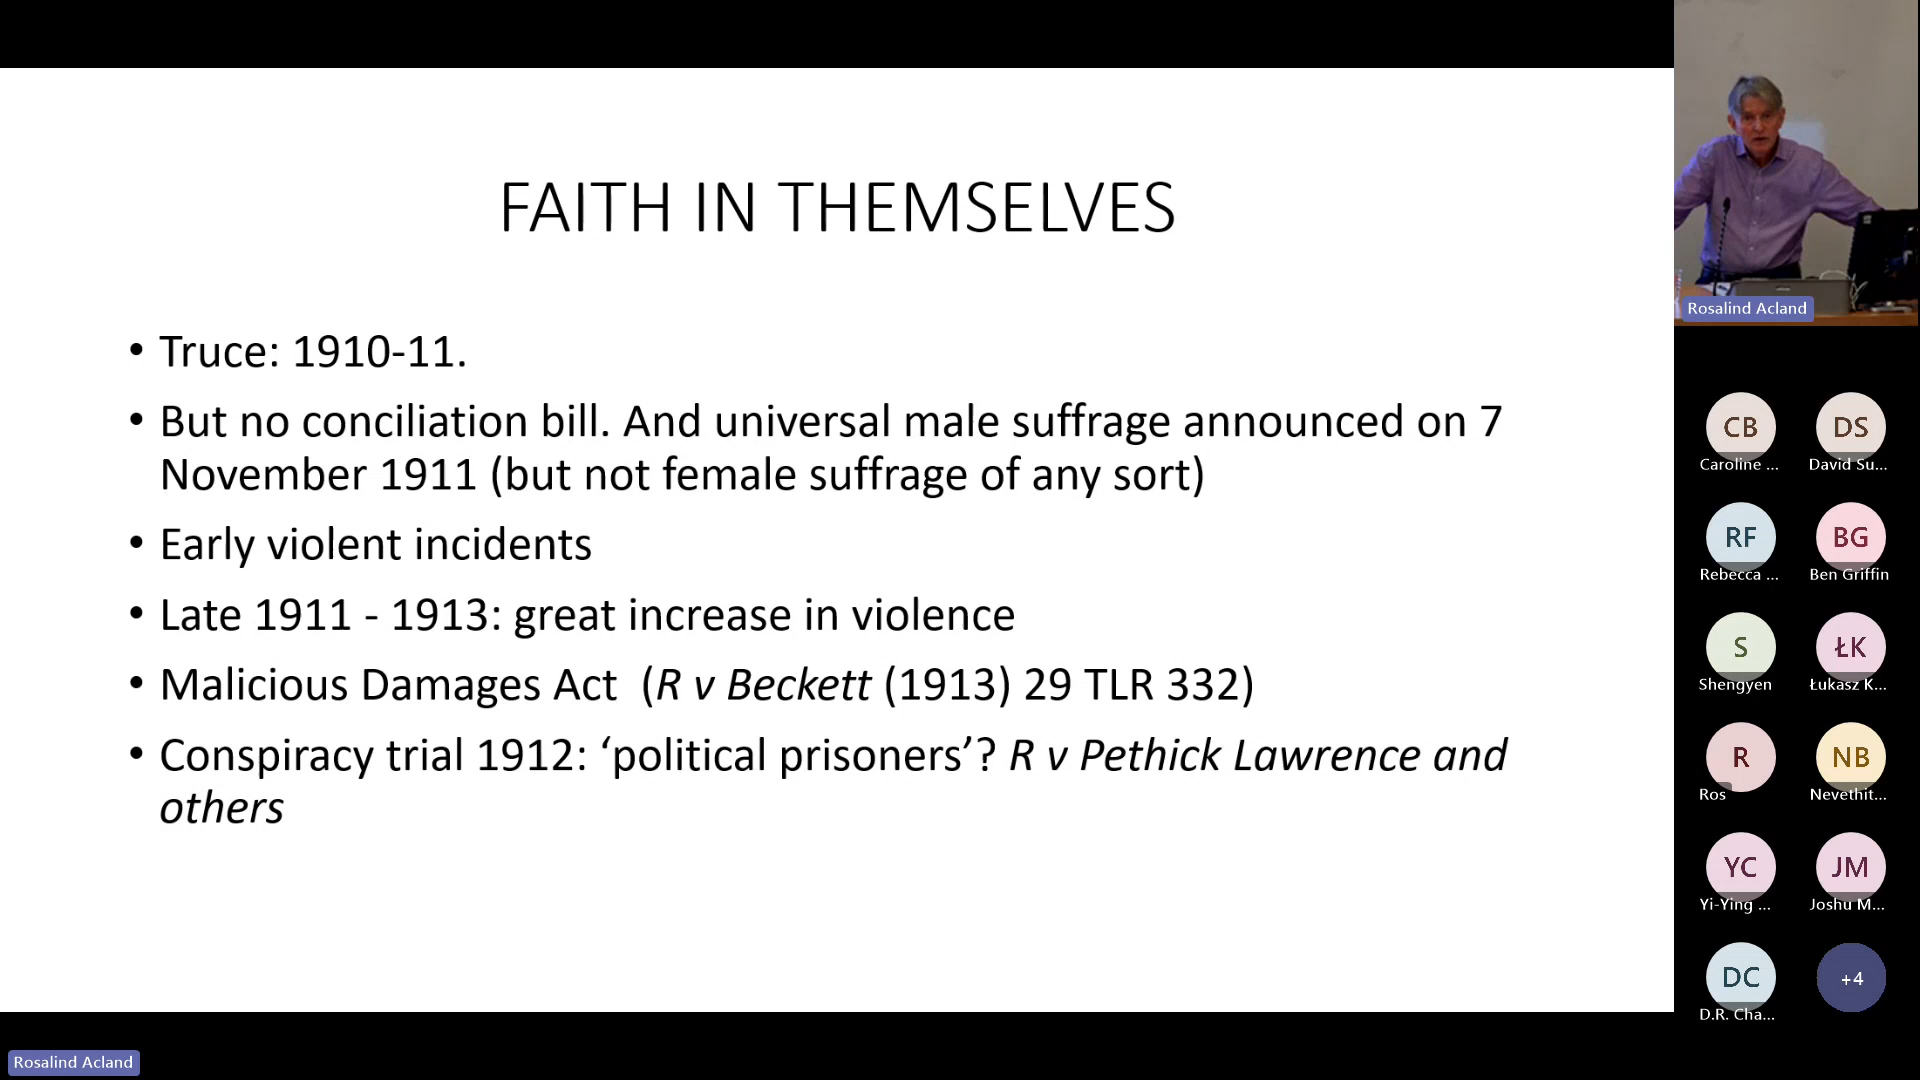 FAITH IN THEMSELVES
• Truce: 1910-11.
• But no conciliation bill. And universal male suffrage announced on 7
November 1911 (but not female suffrage of any sort)
• Early violent incidents
• Late 1911 - 1913: great increase in violence
• Malicious Damages Act  (R v Beckett (1913) 29 TLR 332)
• Conspiracy trial 1912: ‘political prisoners’? R v Pethick Lawrence and
others
Rosalind Acland
CB
Caroline ...
DS
David Su...
RF
Rebecca ...
BG
Ben Griffin
S
Shengyen
ŁK
Łukasz K...
R
Ros
NB
Nevethit...
YC
Yi-Ying ...
JM
Joshu M...
DC
D.R. Cha...
+4
Rosalind Acland